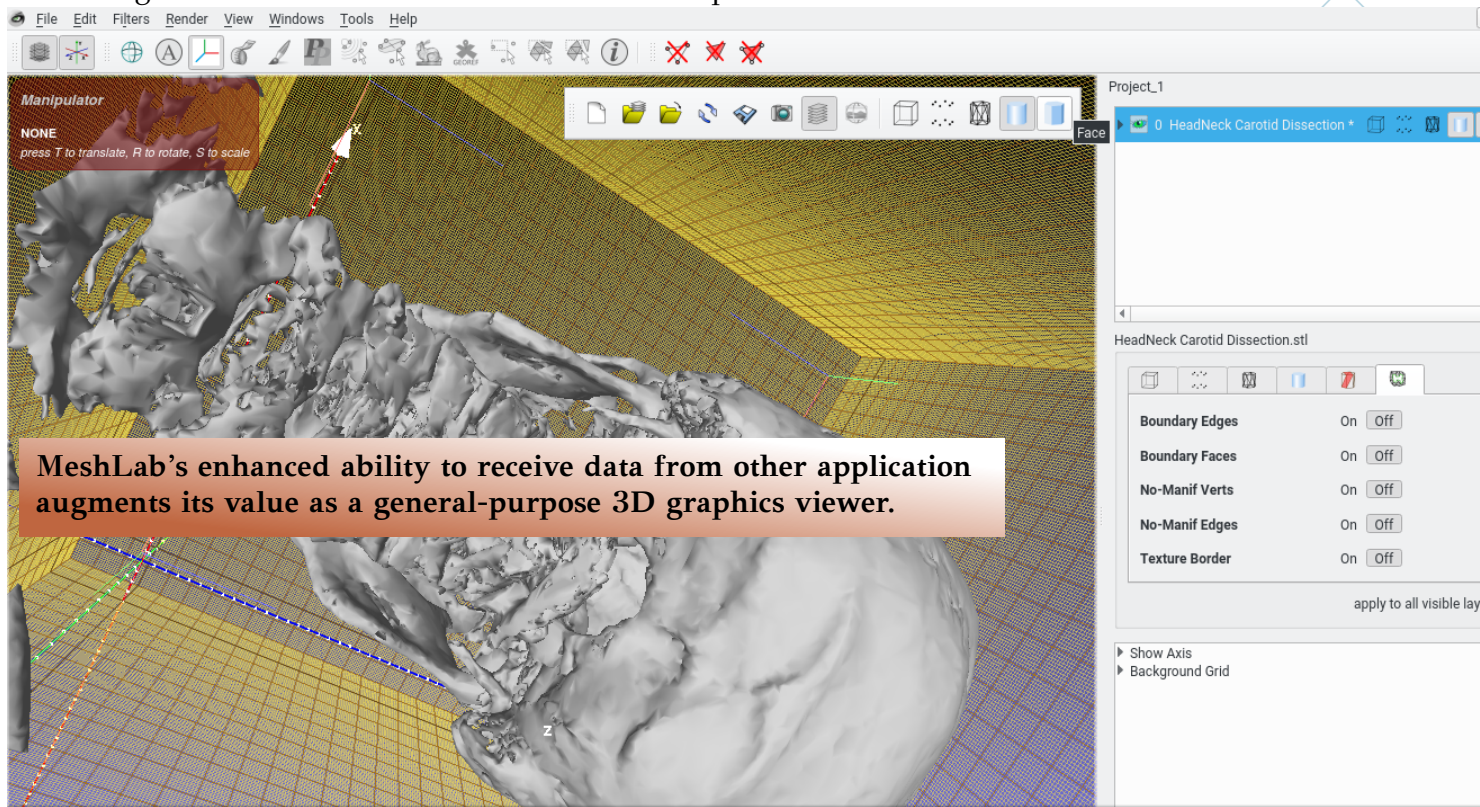 File Edit Filters Render View Windows Tools Help
A
GEOREF
Manipulator
NONE
press T to translate, R to rotate, S to scale
X
Face
Project_1
0 HeadNeck Carotid Dissection *
HeadNeck Carotid Dissection.stl
Boundary Edges On Off
Boundary Faces On Off
No-Manif Verts On Off
No-Manif Edges On Off
Texture Border On Off
apply to all visible lay
Show Axis
Background Grid
MeshLab's enhanced ability to receive data from other application
augments its value as a general-purpose 3D graphics viewer.
Z